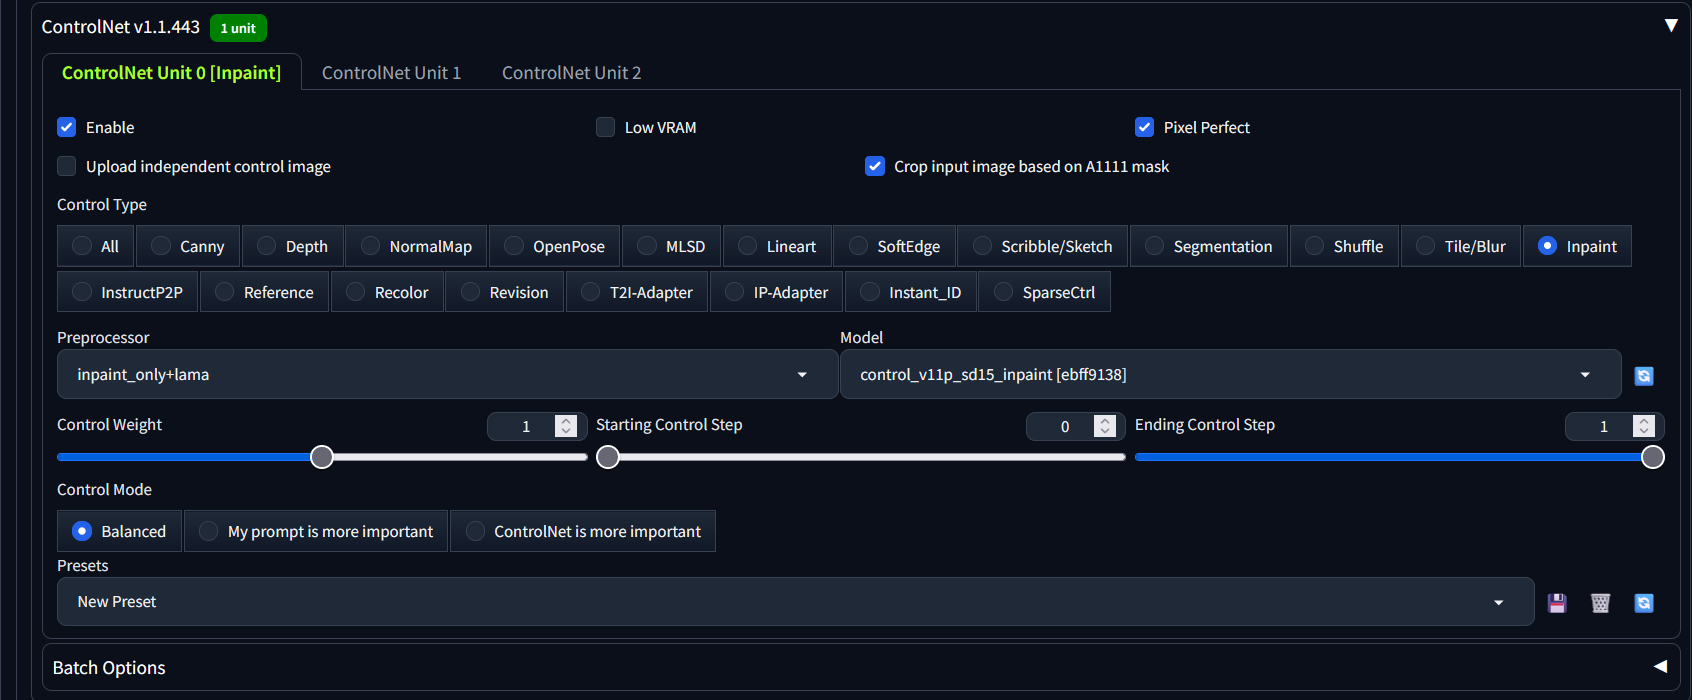 ControlNet v1.1.443 1 unit
ControlNet Unit 0 [Inpaint] ControlNet Unit 1 ControlNet Unit 2
Enable Low VRAM Pixel Perfect
Upload independent control image Crop input image based on A1111 mask
Control Type
All Canny Depth NormalMap OpenPose MLSD Lineart SoftEdge Scribble/Sketch Segmentation Shuffle Tile/Blur Inpaint
InstructP2P Reference Recolor Revision T2I-Adapter IP-Adapter Instant_ID SparseCtrl
Preprocessor Model
inpaint_only+lama control_v11p_sd15_inpaint [ebff9138]
Control Weight 1 Starting Control Step 0 Ending Control Step 1
Control Mode
Balanced My prompt is more important ControlNet is more important
Presets
New Preset
Batch Options